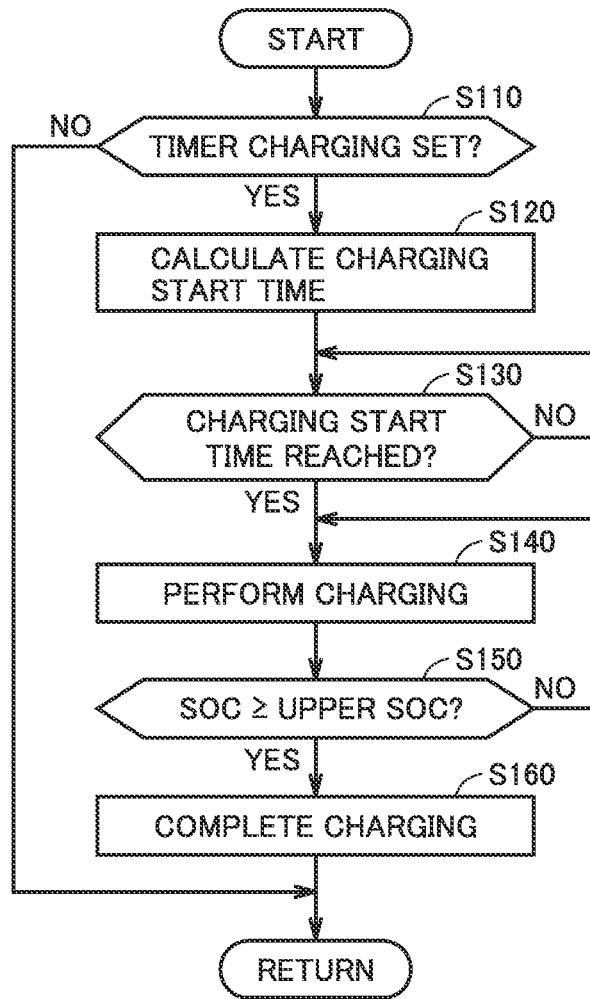 START
S110
NO
TIMER CHARGING SET?
YES
S120
CALCULATE CHARGING
START TIME
S130
CHARGING START
TIME REACHED?
NO
YES
S140
PERFORM CHARGING
S150
SOC ≥ UPPER SOC?
NO
YES
S160
COMPLETE CHARGING
RETURN